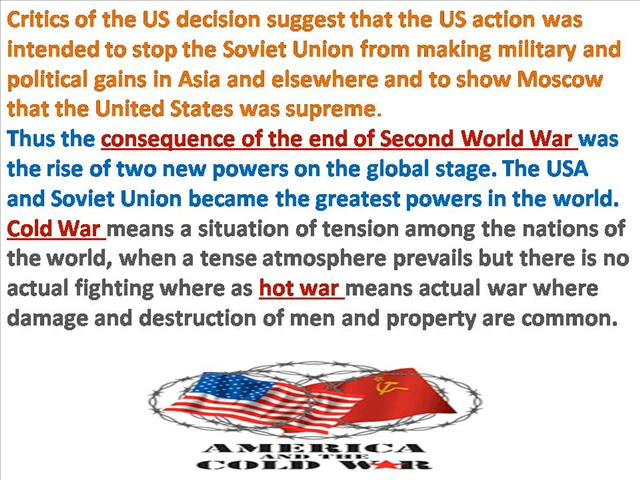 Critics of the US decision suggest that the US action was
intended to stop the Soviet Union from making military and
political gains in Asia and elsewhere and to show Moscow
that the United States was supreme.
Thus the consequence of the end of Second World War was
the rise of two new powers on the global stage. The USA
and Soviet Union became the greatest powers in the world.
Cold War means a situation of tension among the nations of
the world, when a tense atmosphere prevails but there is no
actual fighting where as hot war means actual war where
damage and destruction of men and property are common.
AMERICA
AND THE
COLD WAR